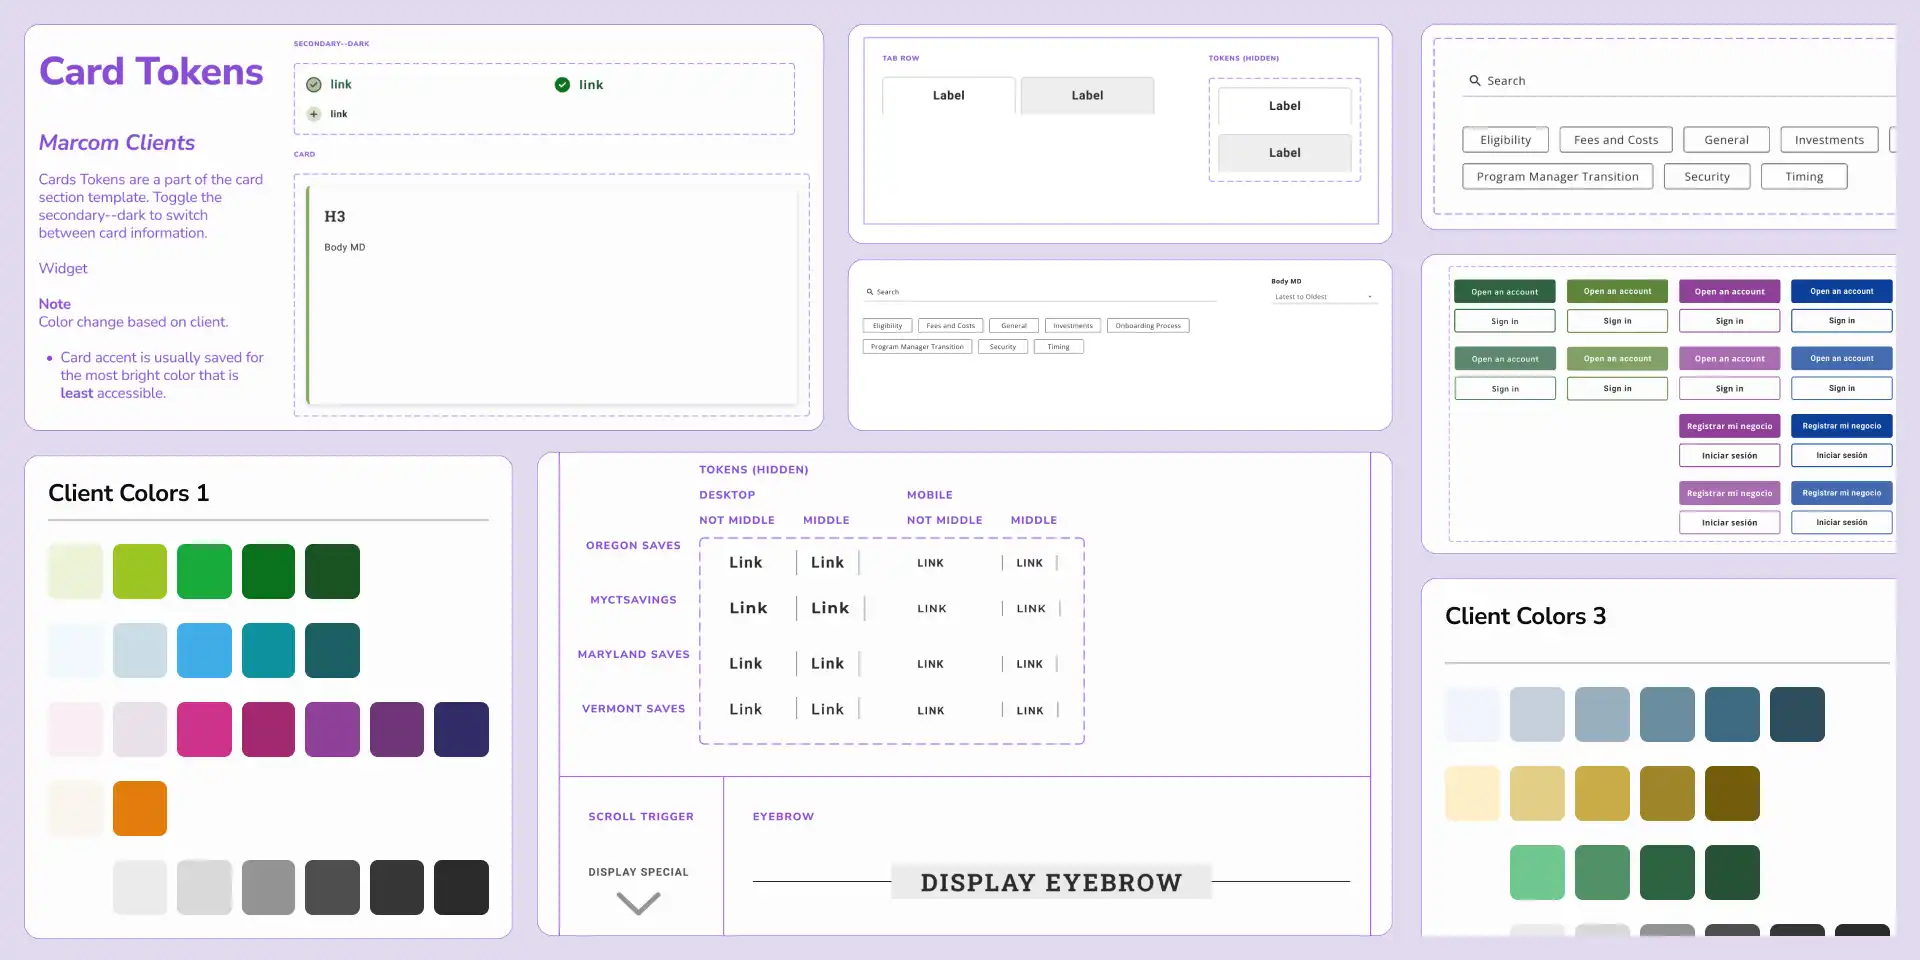 Card Tokens
Marcom Clients
Cards Tokens are a part of the card
section template. Toggle the
secondary--dark to switch
between card information.
Widget
Note
Color change based on client.
• Card accent is usually saved for
the most bright color that is
least accessible.
SECONDARY--DARK
link
link
link
CARD
H3
Body MD
TAB ROW
Label
Label
TOKENS (HIDDEN)
Label
Label
Search
Body MD
Latest to Oldest
Eligibility
Fees and Costs
General
Investments
Onboarding Process
Program Manager Transition
Security
Timing
Search
Eligibility
Fees and Costs
General
Investments
Program Manager Transition
Security
Timing
Open an account
Open an account
Open an account
Open an account
Sign in
Sign in
Sign in
Sign in
Open an account
Open an account
Open an account
Open an account
Sign in
Sign in
Sign in
Sign in
Registrar mi negocio
Registrar mi negocio
Iniciar sesión
Iniciar sesión
Registrar mi negocio
Registrar mi negocio
Iniciar sesión
Iniciar sesión
Client Colors 1
TOKENS (HIDDEN)
DESKTOP
MOBILE
NOT MIDDLE
MIDDLE
NOT MIDDLE
MIDDLE
OREGON SAVES
Link
Link
LINK
LINK
MYCTSAVINGS
Link
Link
LINK
LINK
MARYLAND SAVES
Link
Link
LINK
LINK
VERMONT SAVES
Link
Link
LINK
LINK
SCROLL TRIGGER
DISPLAY SPECIAL
EYEBROW
DISPLAY EYEBROW
Client Colors 3